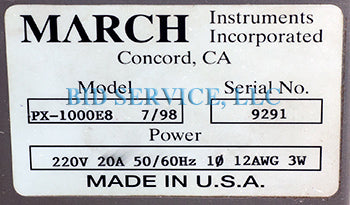 MARCH Instruments Incorporated
Concord, CA
Model Serial No.
BID SERVICE, LLC
PX-1000E8 7/98 9291
Power
220V 20A 50/60Hz 1Ø 12AWG 3W
MADE IN U.S.A.